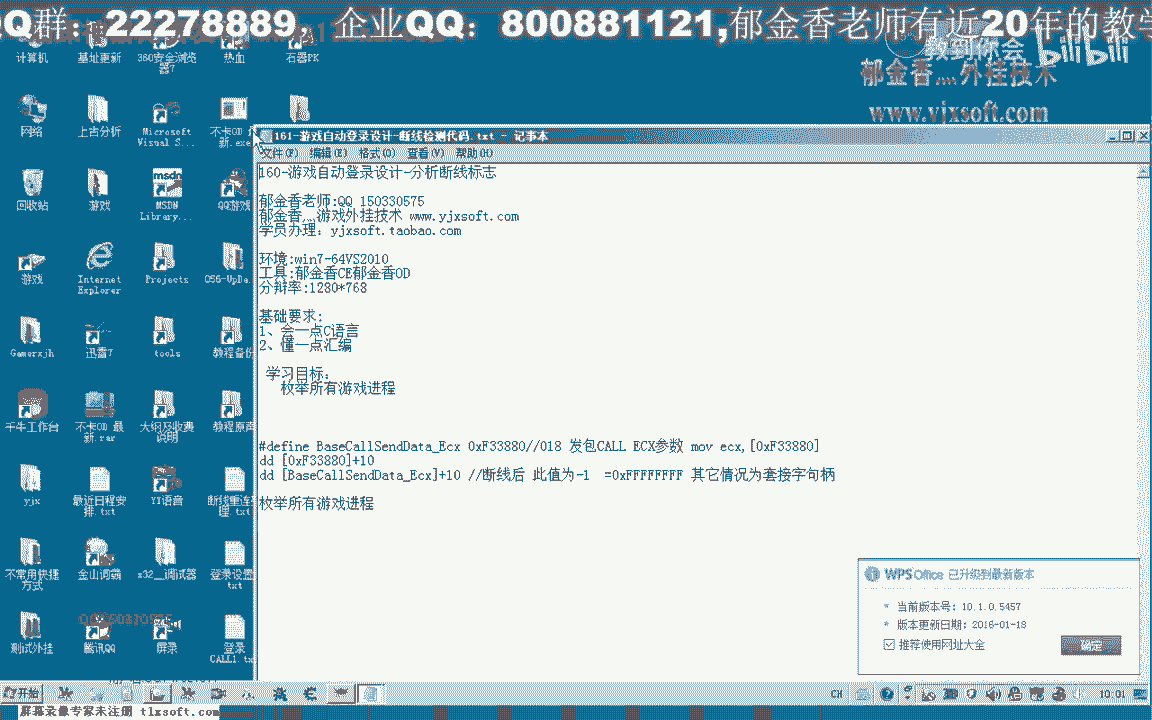 QQ群：22278889， 企业QQ：800881121,郁金香老师有近20年的教学
教到你会
bilibili
郁金香灬外挂技术
www.yjxsoft.com
计算机 基址更新 360安全浏览器7 热血 石器PK
网络 上古分析 Microsoft Visual S... 不卡OD 最新.exe
回收站 游戏 MSDN Library... QQ游戏
游戏 Internet Explorer Projects 056-UpDa.
Gamerxjh 迅雷7 tools 教程备份
千牛工作台 不卡OD 最新.rar 大纲及收费说明
yjx 最近日程安排.txt YY语音
不常用快捷方式 金山词霸 x32__调试器 登录设置 txt
测试外挂 腾讯QQ 屏录 登录CALL1.tx
161-游戏自动登录设计-断线检测代码.txt - 记事本
文件(F) 编辑(E) 格式(O) 查看(V) 帮助(H)
160-游戏自动登录设计-分析断线标志
郁金香老师:QQ 150330575
郁金香灬游戏外挂技术 www.yjxsoft.com
学员办理：yjxsoft.taobao.com
环境:win7-64VS2010
工具:郁金香CE郁金香OD
分辩率:1280*768
基础要求:
1、会一点C语言
2、懂一点汇编
学习目标：
枚举所有游戏进程
#define BaseCallSendData_Ecx 0xF33880//018 发包CALL ECX参数 mov ecx,[0xF33880]
dd [0xF33880]+10
dd [BaseCallSendData_Ecx]+10 //断线后 此值为-1 =0xFFFFFFFF 其它情况为套接字句柄
枚举所有游戏进程
WPS Office 已升级到最新版本
* 当前版本号: 10.1.0.5457
* 版本更新日期: 2016-01-18
推荐使用网址大全
确定
开始
CH
10:01
屏幕录像专家未注册 tlxsoft.com